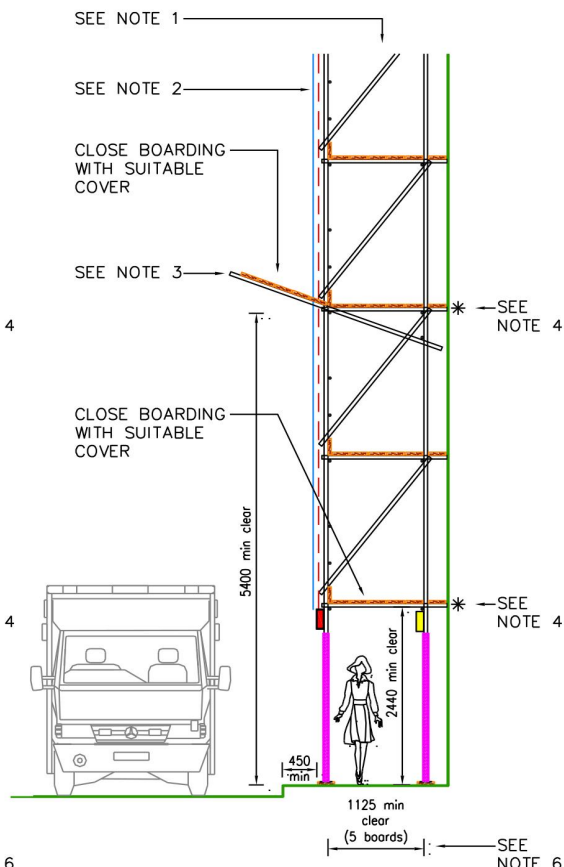 SEE NOTE 1
SEE NOTE 2
CLOSE BOARDING
WITH SUITABLE
COVER
SEE NOTE 3
4
SEE
NOTE 4
CLOSE BOARDING
WITH SUITABLE
COVER
5400 min clear
4
SEE
NOTE 4
2440 min clear
450
min
1125 min
clear
(5 boards)
6
SEE
NOTE 6